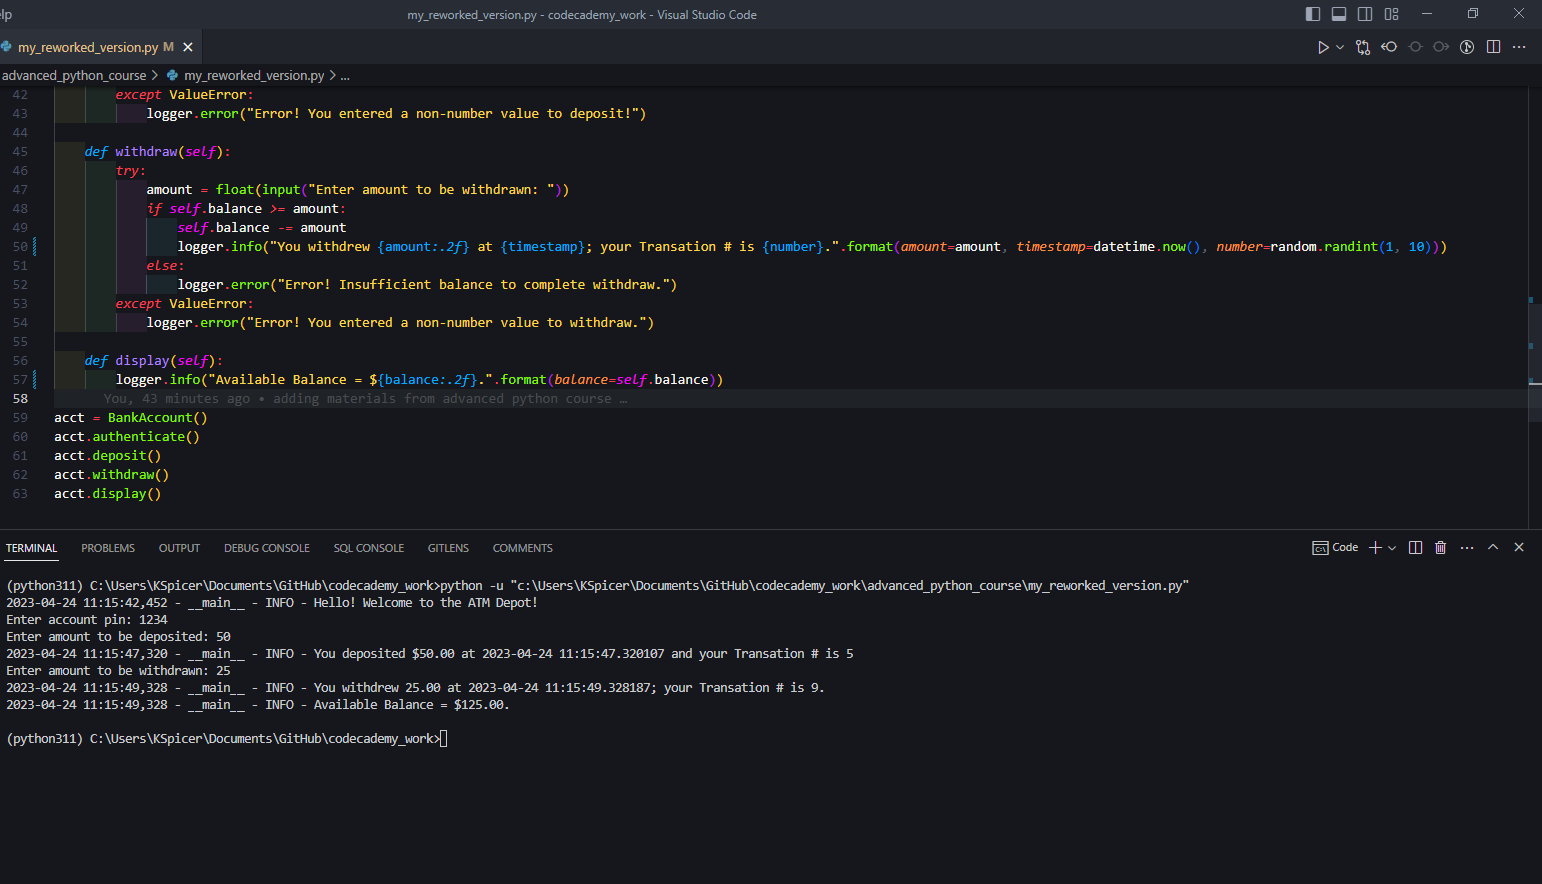 elp
my_reworked_version.py - codecademy_work - Visual Studio Code
my_reworked_version.py M
advanced_python_course > my_reworked_version.py > ...
42 except ValueError:
43 logger.error("Error! You entered a non-number value to deposit!")
44
45 def withdraw(self):
46 try:
47 amount = float(input("Enter amount to be withdrawn: "))
48 if self.balance >= amount:
49 self.balance -= amount
50 logger.info("You withdrew {amount:.2f} at {timestamp}; your Transation # is {number}.".format(amount=amount, timestamp=datetime.now(), number=random.randint(1, 10)))
51 else:
52 logger.error("Error! Insufficient balance to complete withdraw.")
53 except ValueError:
54 logger.error("Error! You entered a non-number value to withdraw.")
55
56 def display(self):
57 logger.info("Available Balance = ${balance:.2f}.".format(balance=self.balance))
58 You, 43 minutes ago • adding materials from advanced python course …
59 acct = BankAccount()
60 acct.authenticate()
61 acct.deposit()
62 acct.withdraw()
63 acct.display()
TERMINAL PROBLEMS OUTPUT DEBUG CONSOLE SQL CONSOLE GITLENS COMMENTS Code
(python311) C:\Users\KSpicer\Documents\GitHub\codecademy_work>python -u "c:\Users\KSpicer\Documents\GitHub\codecademy_work\advanced_python_course\my_reworked_version.py"
2023-04-24 11:15:42,452 - __main__ - INFO - Hello! Welcome to the ATM Depot!
Enter account pin: 1234
Enter amount to be deposited: 50
2023-04-24 11:15:47,320 - __main__ - INFO - You deposited $50.00 at 2023-04-24 11:15:47.320107 and your Transation # is 5
Enter amount to be withdrawn: 25
2023-04-24 11:15:49,328 - __main__ - INFO - You withdrew 25.00 at 2023-04-24 11:15:49.328187; your Transation # is 9.
2023-04-24 11:15:49,328 - __main__ - INFO - Available Balance = $125.00.
(python311) C:\Users\KSpicer\Documents\GitHub\codecademy_work>